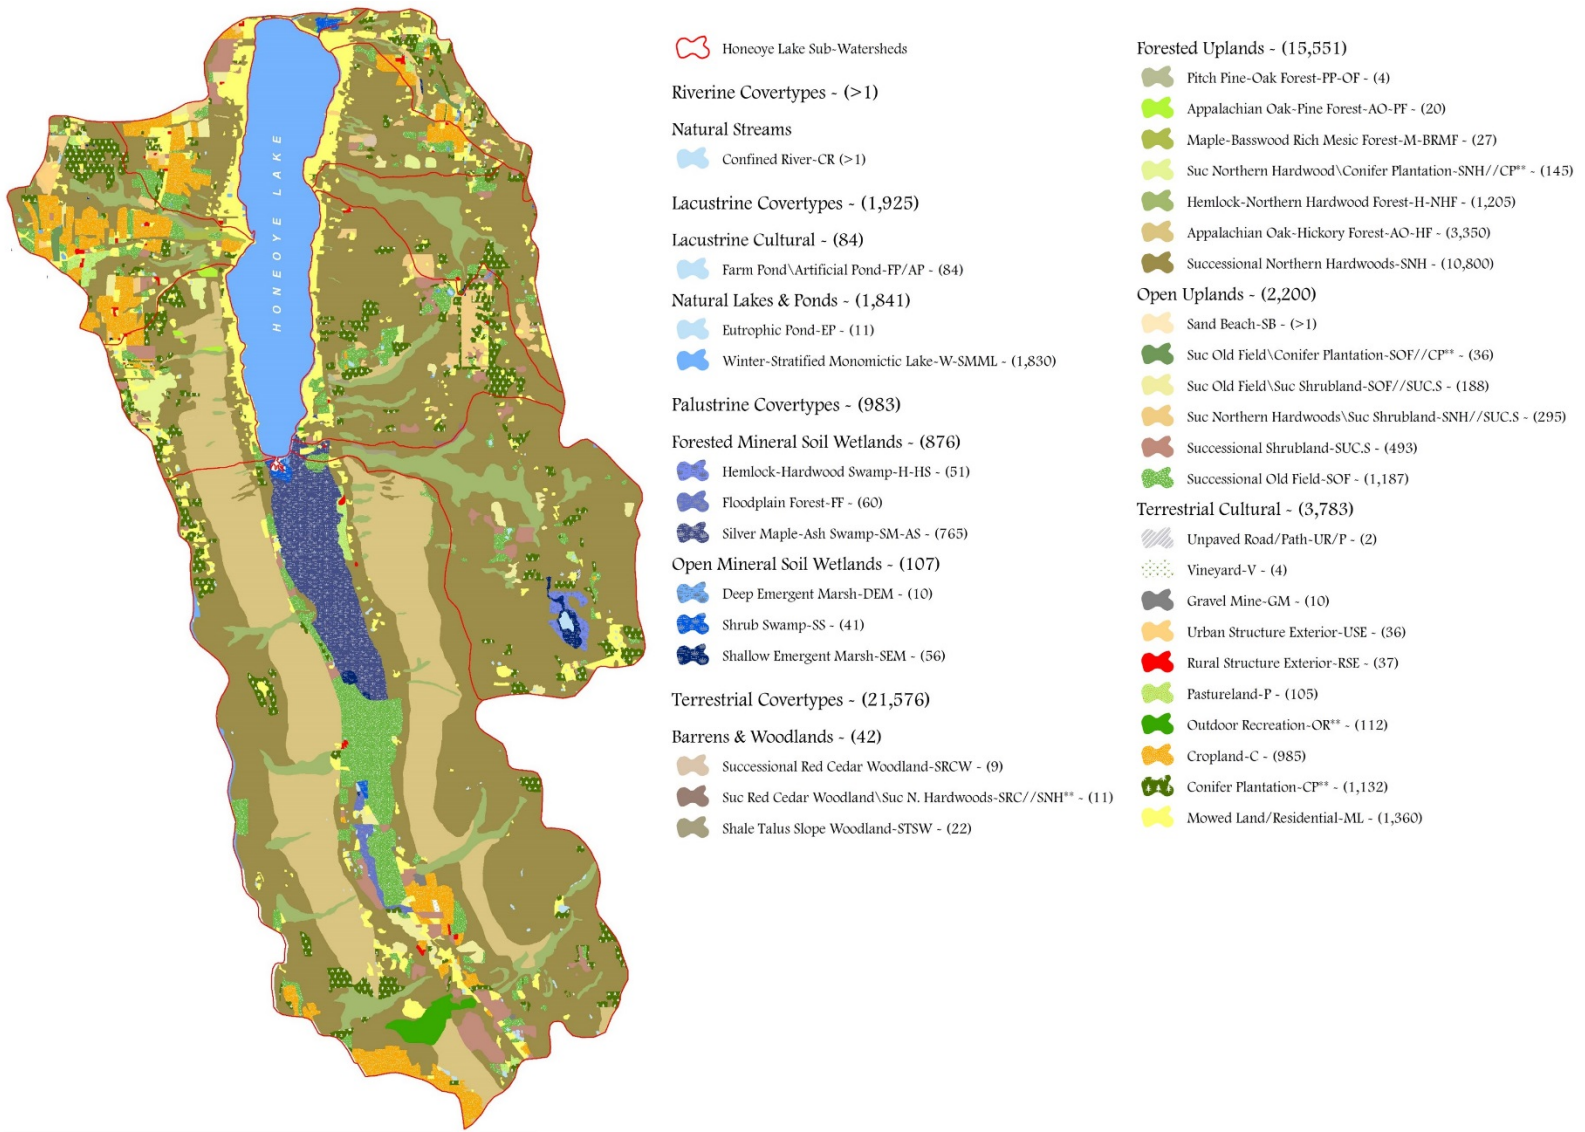 HONEOYE LAKE
Honeoye Lake Sub-Watersheds
Riverine Covertypes - (>1)
Natural Streams
Confined River-CR (>1)
Lacustrine Covertypes - (1,925)
Lacustrine Cultural - (84)
Farm Pond\Artificial Pond-FP/AP - (84)
Natural Lakes & Ponds - (1,841)
Eutrophic Pond-EP - (11)
Winter-Stratified Monomictic Lake-W-SMML - (1,830)
Palustrine Covertypes - (983)
Forested Mineral Soil Wetlands - (876)
Hemlock-Hardwood Swamp-H-HS - (51)
Floodplain Forest-FF - (60)
Silver Maple-Ash Swamp-SM-AS - (765)
Open Mineral Soil Wetlands - (107)
Deep Emergent Marsh-DEM - (10)
Shrub Swamp-SS - (41)
Shallow Emergent Marsh-SEM - (56)
Terrestrial Covertypes - (21,576)
Barrens & Woodlands - (42)
Successional Red Cedar Woodland-SRCW - (9)
Suc Red Cedar Woodland\Suc N. Hardwoods-SRC//SNH** - (11)
Shale Talus Slope Woodland-STSW - (22)
Forested Uplands - (15,551)
Pitch Pine-Oak Forest-PP-OF - (4)
Appalachian Oak-Pine Forest-AO-PF - (20)
Maple-Basswood Rich Mesic Forest-M-BRMF - (27)
Suc Northern Hardwood\Conifer Plantation-SNH//CP** - (145)
Hemlock-Northern Hardwood Forest-H-NHF - (1,205)
Appalachian Oak-Hickory Forest-AO-HF - (3,350)
Successional Northern Hardwoods-SNH - (10,800)
Open Uplands - (2,200)
Sand Beach-SB - (>1)
Suc Old Field\Conifer Plantation-SOF//CP** - (36)
Suc Old Field\Suc Shrubland-SOF//SUC.S - (188)
Suc Northern Hardwoods\Suc Shrubland-SNH//SUC.S - (295)
Successional Shrubland-SUC.S - (493)
Successional Old Field-SOF - (1,187)
Terrestrial Cultural - (3,783)
Unpaved Road/Path-UR/P - (2)
Vineyard-V - (4)
Gravel Mine-GM - (10)
Urban Structure Exterior-USE - (36)
Rural Structure Exterior-RSE - (37)
Pastureland-P - (105)
Outdoor Recreation-OR** - (112)
Cropland-C - (985)
Conifer Plantation-CP** - (1,132)
Mowed Land/Residential-ML - (1,360)